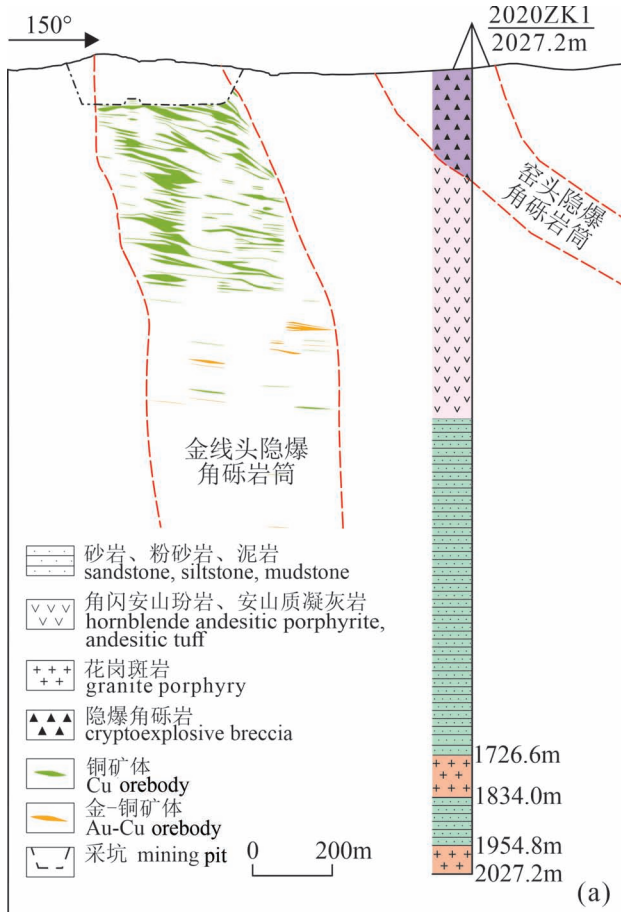 150°
2020ZK1
2027.2m
窑头隐爆
角砾岩筒
金线头隐爆
角砾岩筒
砂岩、粉砂岩、泥岩
sandstone, siltstone, mudstone
角闪安山玢岩、安山质凝灰岩
hornblende andesitic porphyrite,
andesitic tuff
花岗斑岩
granite porphyry
隐爆角砾岩
cryptoexplosive breccia
铜矿体
Cu orebody
金-铜矿体
Au-Cu orebody
采坑 mining pit
0 200m
1726.6m
1834.0m
1954.8m
2027.2m
(a)